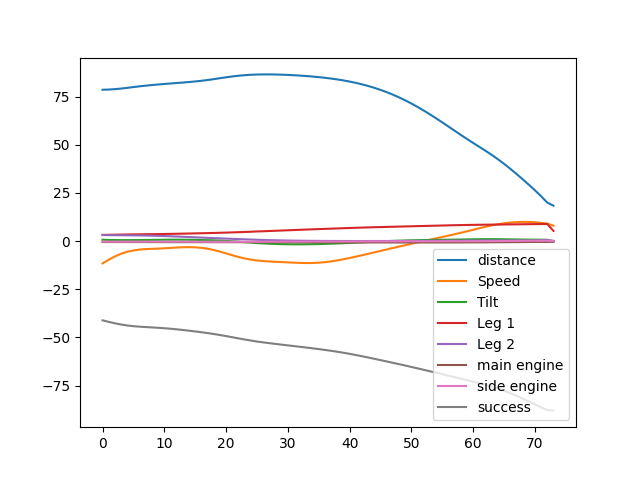 75
50
25
0
−25
−50
−75
0 10 20 30 40 50 60 70
distance
Speed
Tilt
Leg 1
Leg 2
main engine
side engine
success